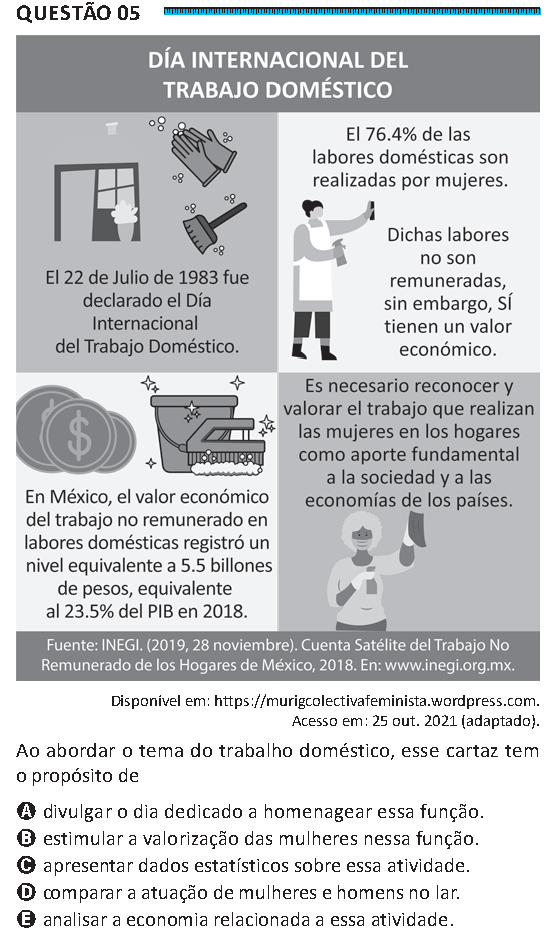 QUESTÃO 05
DÍA INTERNACIONAL DEL
TRABAJO DOMÉSTICO
El 22 de Julio de 1983 fue
declarado el Día
Internacional
del Trabajo Doméstico.
El 76.4% de las
labores domésticas son
realizadas por mujeres.
Dichas labores
no son
remuneradas,
sin embargo, SÍ
tienen un valor
económico.
En México, el valor económico
del trabajo no remunerado en
labores domésticas registró un
nivel equivalente a 5.5 billones
de pesos, equivalente
al 23.5% del PIB en 2018.
Es necesario reconocer y
valorar el trabajo que realizan
las mujeres en los hogares
como aporte fundamental
a la sociedad y a las
economías de los países.
Fuente: INEGI. (2019, 28 noviembre). Cuenta Satélite del Trabajo No
Remunerado de los Hogares de México, 2018. En: www.inegi.org.mx.
Disponível em: https://murigcolectivafeminista.wordpress.com.
Acesso em: 25 out. 2021 (adaptado).
Ao abordar o tema do trabalho doméstico, esse cartaz tem
o propósito de
A divulgar o dia dedicado a homenagear essa função.
B estimular a valorização das mulheres nessa função.
C apresentar dados estatísticos sobre essa atividade.
D comparar a atuação de mulheres e homens no lar.
E analisar a economia relacionada a essa atividade.